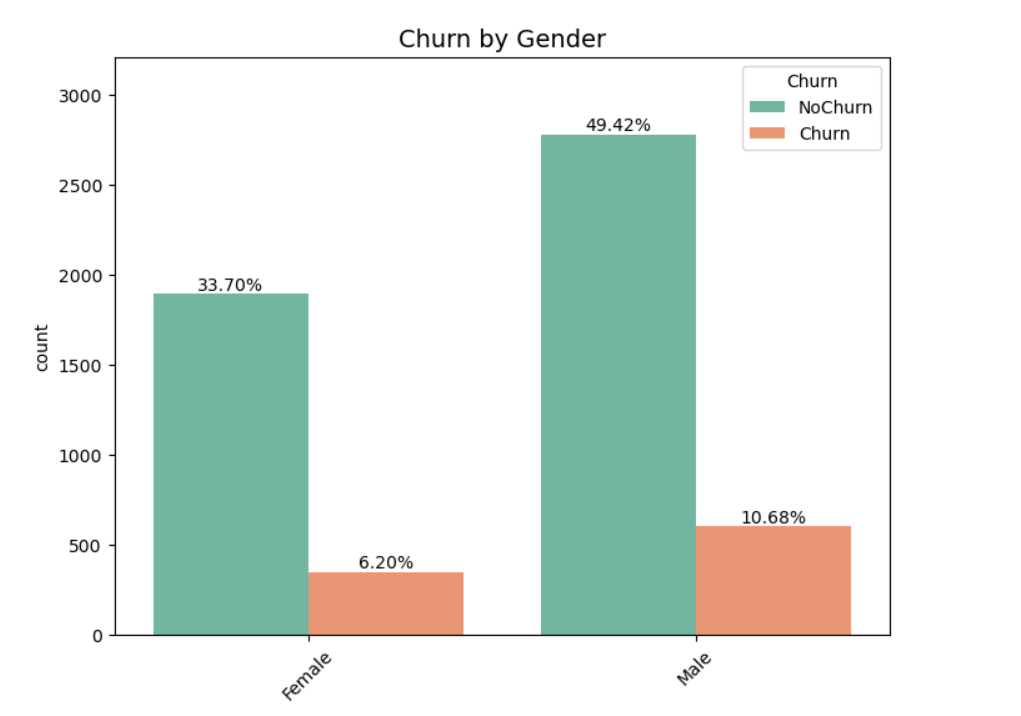 Churn by Gender
Churn
NoChurn
Churn
count
3000
2500
2000
1500
1000
500
0
33.70%
6.20%
49.42%
10.68%
Female
Male